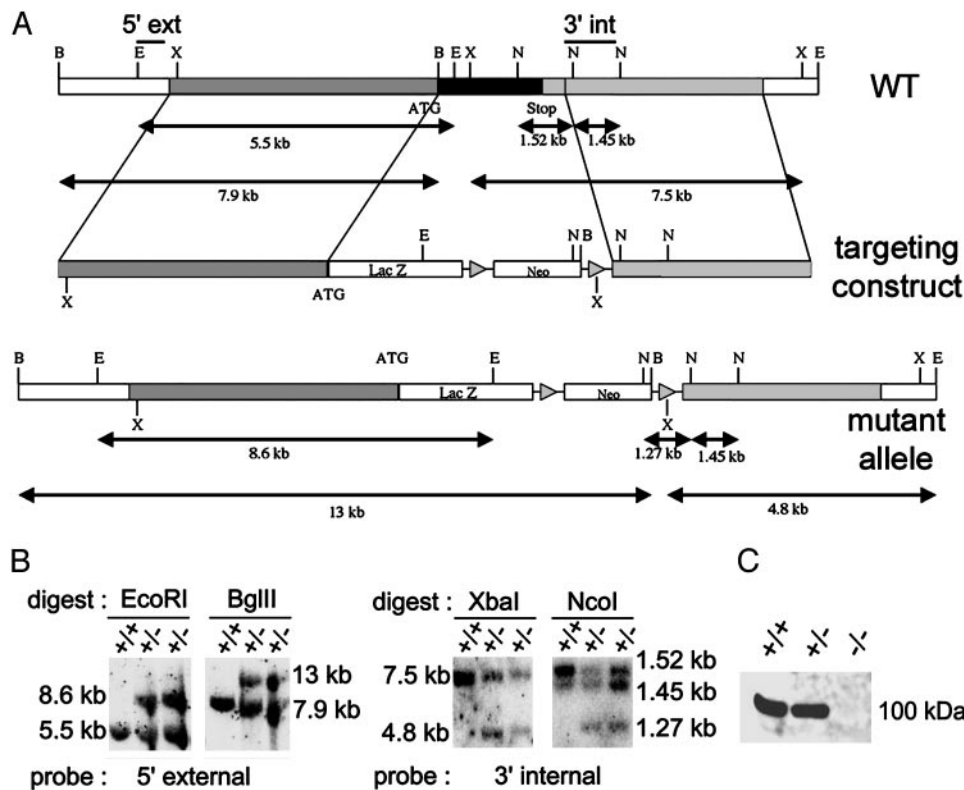 A
5' ext 3' int
B E X B E X N N N X E
WT
ATG Stop
5.5 kb 1.52 kb 1.45 kb
7.9 kb 7.5 kb
E N B N N
targeting
construct
Lac Z Neo
X ATG X
B E ATG E N B N N X E
Lac Z Neo
X X
mutant
allele
8.6 kb 1.27 kb 1.45 kb
13 kb 4.8 kb
B
digest : EcoRI BglII
+/+ +/- +/- +/+ +/- +/-
8.6 kb 13 kb
5.5 kb 7.9 kb
probe : 5' external
digest : XbaI NcoI
+/+ +/- +/- +/+ +/- +/-
7.5 kb 1.52 kb
1.45 kb
4.8 kb 1.27 kb
probe : 3' internal
C
+/+ +/- -/-
100 kDa